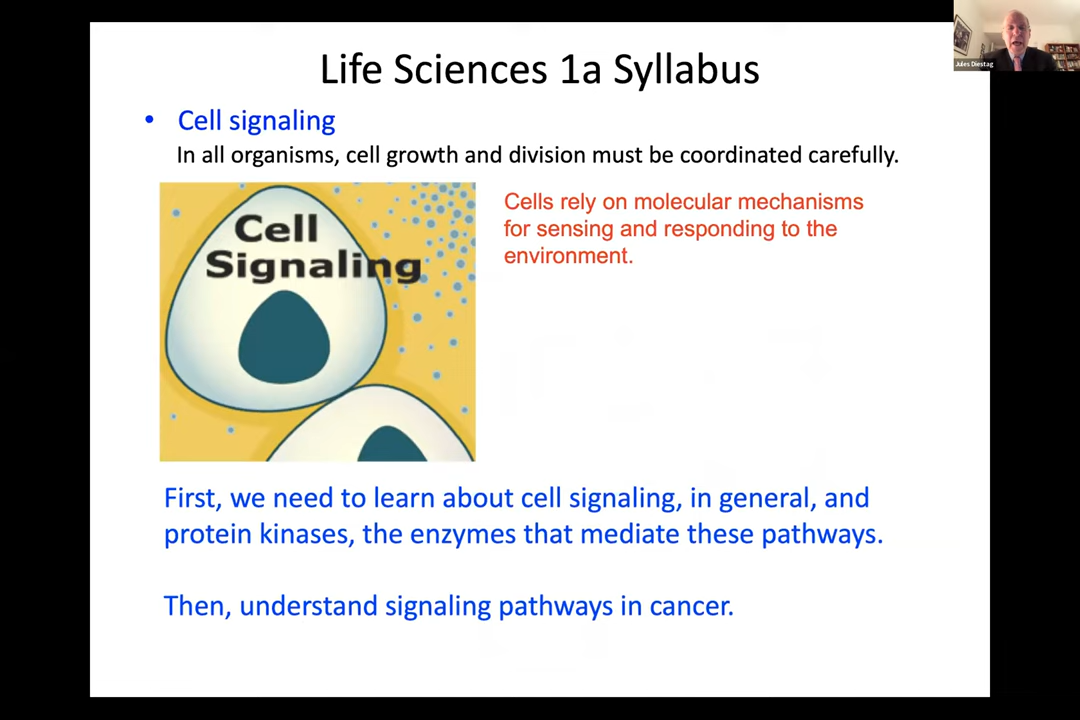 Life Sciences 1a Syllabus
• Cell signaling
In all organisms, cell growth and division must be coordinated carefully.
Cell
Signaling
Cells rely on molecular mechanisms
for sensing and responding to the
environment.
First, we need to learn about cell signaling, in general, and
protein kinases, the enzymes that mediate these pathways.
Then, understand signaling pathways in cancer.
Jules Diestag